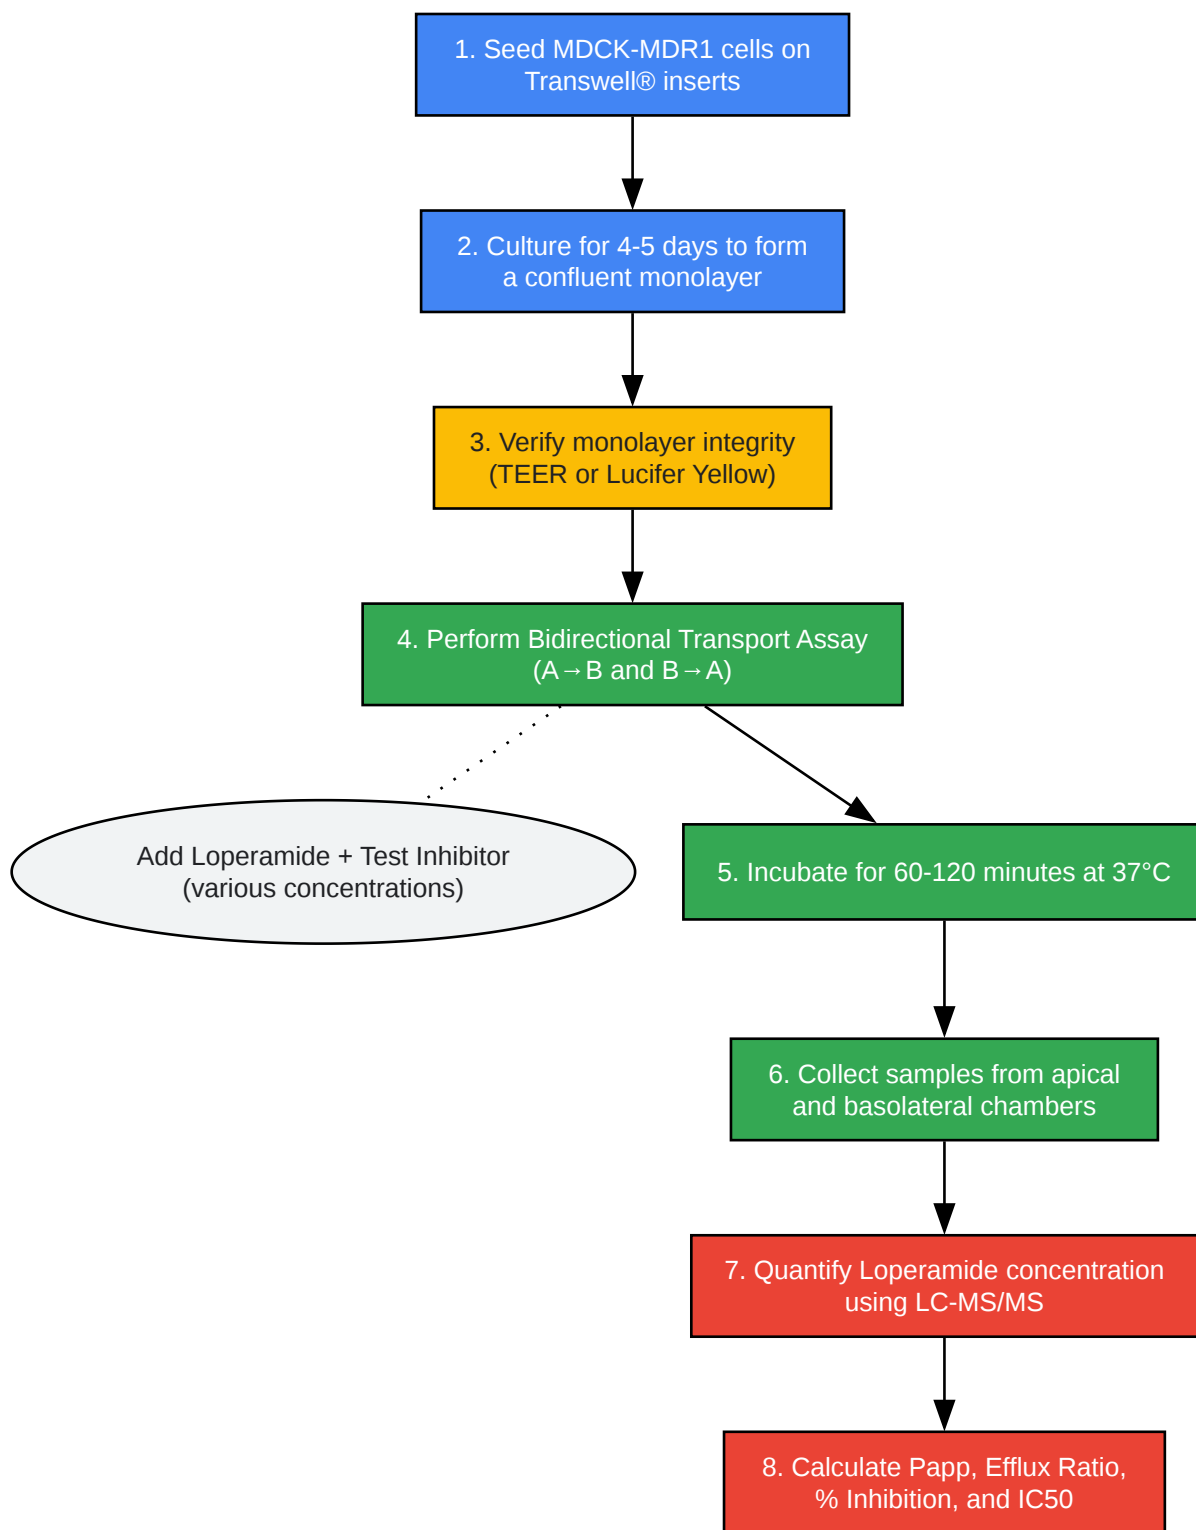 1. Seed MDCK-MDR1 cells on
Transwell® inserts
2. Culture for 4-5 days to form
a confluent monolayer
3. Verify monolayer integrity
(TEER or Lucifer Yellow)
4. Perform Bidirectional Transport Assay
(A→B and B→A)
Add Loperamide + Test Inhibitor
(various concentrations)
5. Incubate for 60-120 minutes at 37°C
6. Collect samples from apical
and basolateral chambers
7. Quantify Loperamide concentration
using LC-MS/MS
8. Calculate Papp, Efflux Ratio,
% Inhibition, and IC50